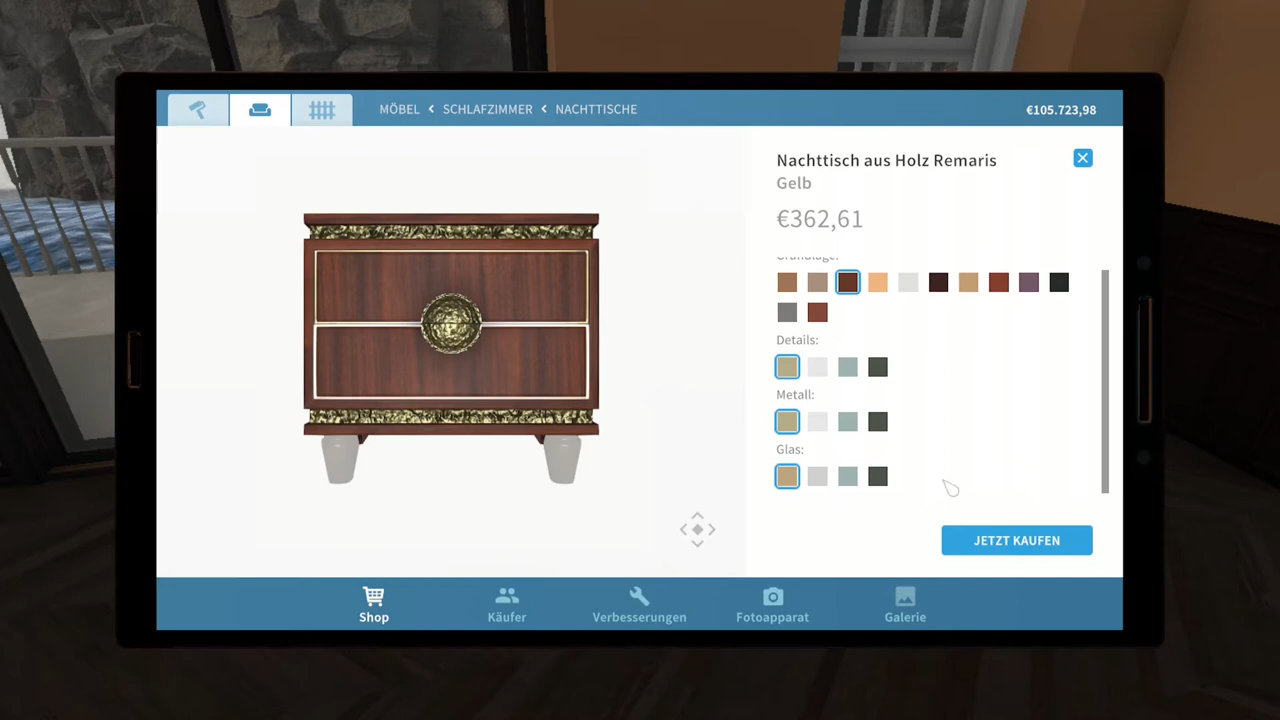 MÖBEL < SCHLAFZIMMER < NACHTTISCHE
€105.723,98
Nachttisch aus Holz Remaris
Gelb
€362,61
Grundlage:
Details:
Metall:
Glas:
JETZT KAUFEN
Shop
Käufer
Verbesserungen
Fotoapparat
Galerie